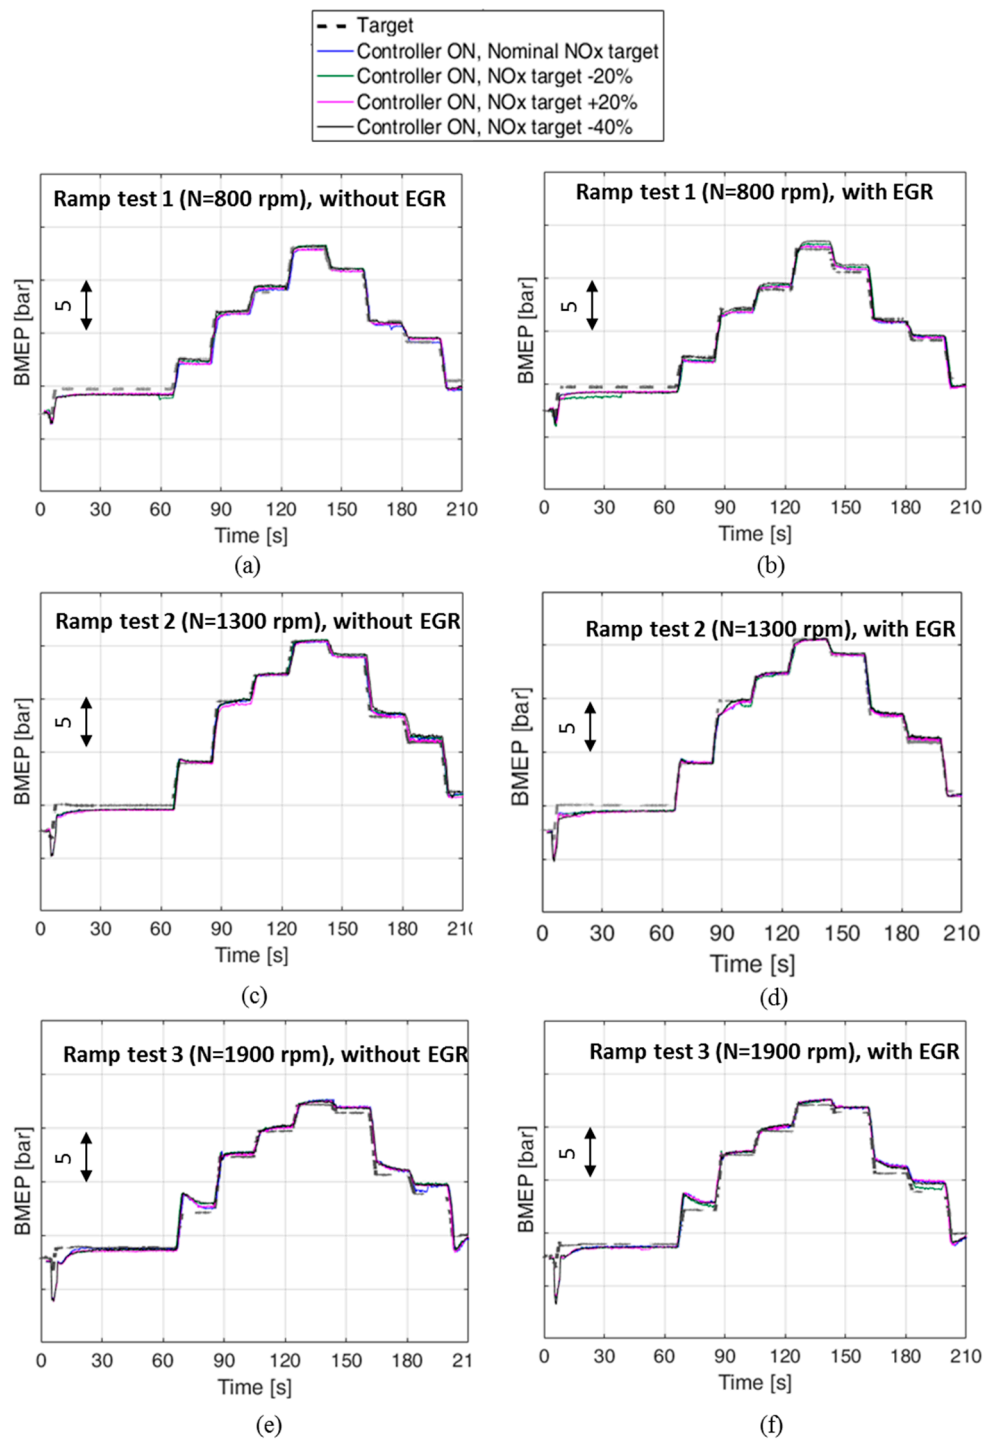 Target
Controller ON, Nominal NOx target
Controller ON, NOx target -20%
Controller ON, NOx target +20%
Controller ON, NOx target -40%
Ramp test 1 (N=800 rpm), without EGR
BMEP [bar]
5
0 30 60 90 120 150 180 210
Time [s]
(a)
Ramp test 1 (N=800 rpm), with EGR
BMEP [bar]
5
0 30 60 90 120 150 180 210
Time [s]
(b)
Ramp test 2 (N=1300 rpm), without EGR
BMEP [bar]
5
0 30 60 90 120 150 180 210
Time [s]
(c)
Ramp test 2 (N=1300 rpm), with EGR
BMEP [bar]
5
0 30 60 90 120 150 180 210
Time [s]
(d)
Ramp test 3 (N=1900 rpm), without EGR
BMEP [bar]
5
0 30 60 90 120 150 180 21
Time [s]
(e)
Ramp test 3 (N=1900 rpm), with EGR
BMEP [bar]
5
0 30 60 90 120 150 180 210
Time [s]
(f)